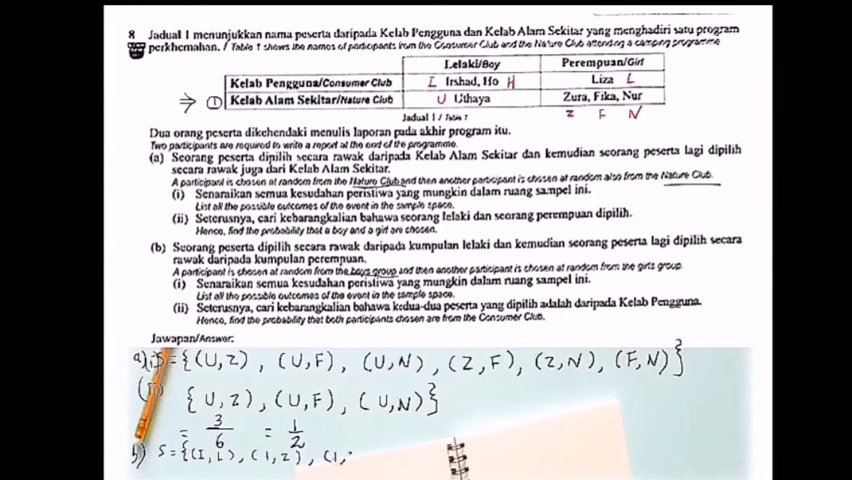 8 Jadual 1 menunjukkan nama peserta daripada Kelab Pengguna dan Kelab Alam Sekitar yang menghadiri satu program
perkhemahan. / Table 1 shows the names of participants from the Consumer Club and the Nature Club attending a camping programme
Lelaki/Boy Perempuan/Girl
Kelab Pengguna/Consumer Club I Irshad, Ho H Liza L
→ ① Kelab Alam Sekitar/Nature Club U Uthaya Zura, Fika, Nur
Z F N
Jadual 1 / Table 1
Dua orang peserta dikehendaki menulis laporan pada akhir program itu.
Two participants are required to write a report at the end of the programme.
(a) Seorang peserta dipilih secara rawak daripada Kelab Alam Sekitar dan kemudian seorang peserta lagi dipilih
secara rawak juga dari Kelab Alam Sekitar.
A participant is chosen at random from the Nature Club and then another participant is chosen at random also from the Nature Club.
(i) Senaraikan semua kesudahan peristiwa yang mungkin dalam ruang sampel ini.
List all the possible outcomes of the event in the sample space.
(ii) Seterusnya, cari kebarangkalian bahawa seorang lelaki dan seorang perempuan dipilih.
Hence, find the probability that a boy and a girl are chosen.
(b) Seorang peserta dipilih secara rawak daripada kumpulan lelaki dan kemudian seorang peserta lagi dipilih secara
rawak daripada kumpulan perempuan.
A participant is chosen at random from the boys group and then another participant is chosen at random from the girls group.
(i) Senaraikan semua kesudahan peristiwa yang mungkin dalam ruang sampel ini.
List all the possible outcomes of the event in the sample space.
(ii) Seterusnya, cari kebarangkalian bahawa kedua-dua peserta yang dipilih adalah daripada Kelab Pengguna.
Hence, find the probability that both participants chosen are from the Consumer Club.
Jawapan/Answer:
a) (i) S = {(U,Z), (U,F), (U,N), (Z,F), (Z,N), (F,N)}
{U,Z), (U,F), (U,N)}
= 3/6 = 1/2
b) S = {(I,L), (I,Z), (I,